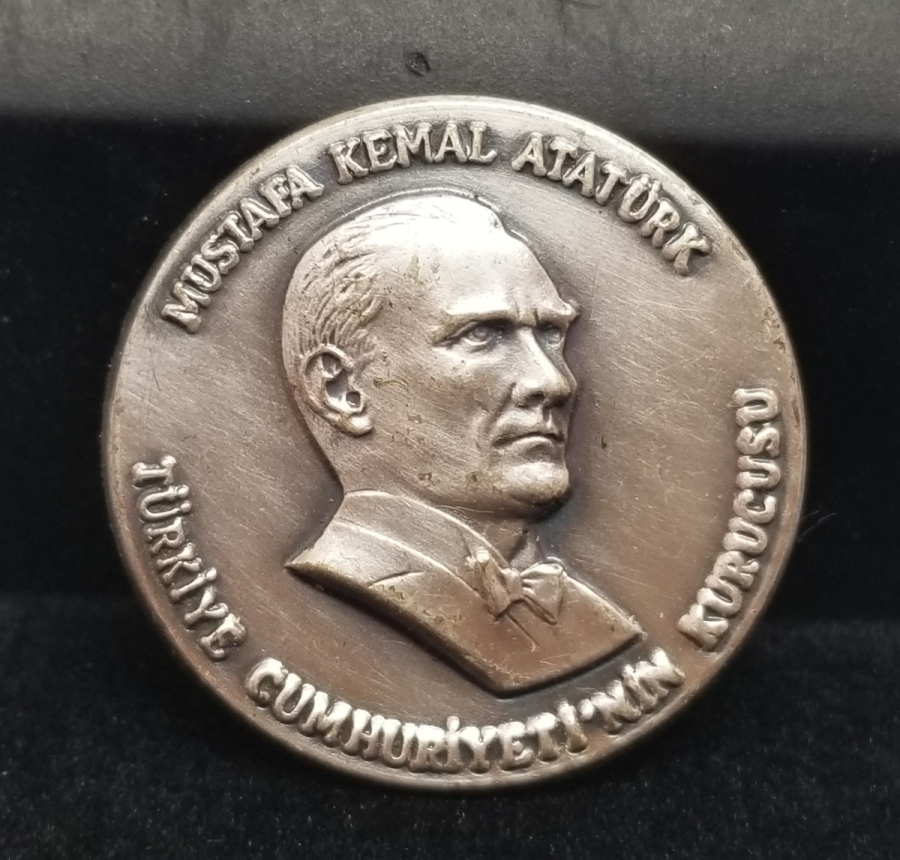 MUSTAFA KEMAL ATATÜRK
TÜRKİYE CUMHURİYETİ'NİN KURUCUSU